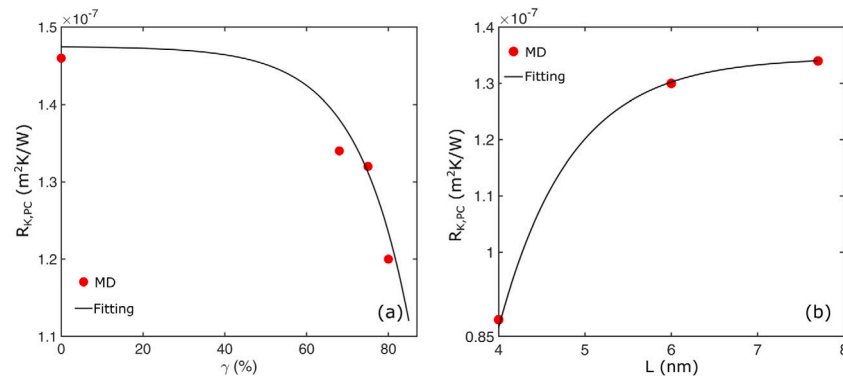 ×10⁻⁷
1.5
1.4
1.3
1.2
1.1
R_K,PC (m²K/W)
MD
Fitting
(a)
0 20 40 60 80
γ (%)
×10⁻⁷
1.4
1.3
1.1
1
0.85
R_K,PC (m²K/W)
MD
Fitting
(b)
4 5 6 7 8
L (nm)